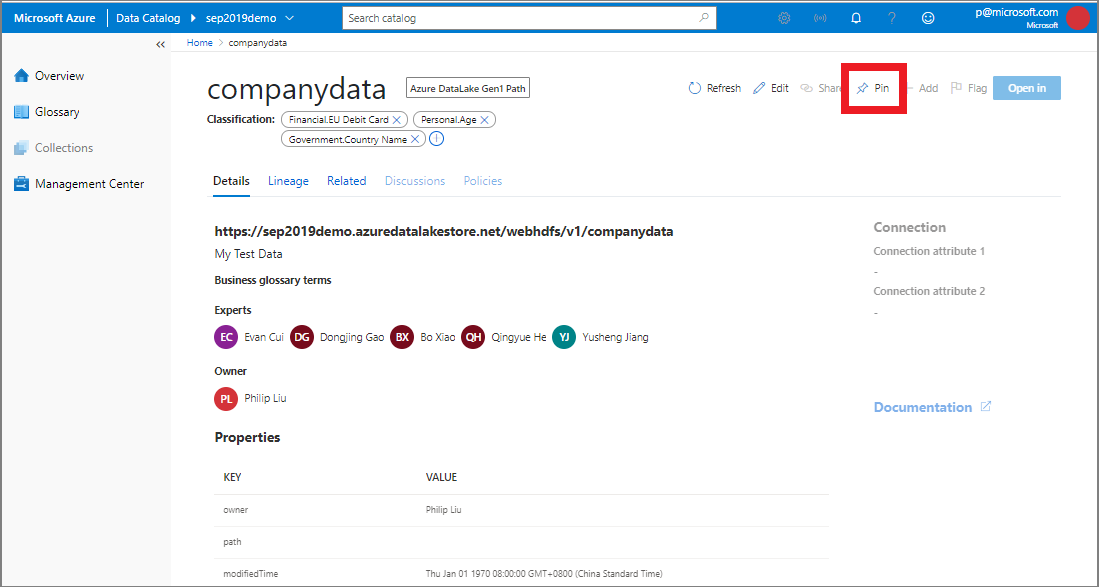 Microsoft Azure Data Catalog sep2019demo Search catalog p@microsoft.com
Microsoft
Home companydata
Overview
Glossary
Collections
Management Center
companydata Azure DataLake Gen1 Path Refresh Edit Share Pin Add Flag Open in
Classification: Financial.EU Debit Card Personal.Age
Government.Country Name
Details Lineage Related Discussions Policies
https://sep2019demo.azuredatalakestore.net/webhdfs/v1/companydata
My Test Data
Business glossary terms
Experts
EC Evan Cui DG Dongjing Gao BX Bo Xiao QH Qingyue He YJ Yusheng Jiang
Owner
PL Philip Liu
Properties
KEY VALUE
owner Philip Liu
path
modifiedTime Thu Jan 01 1970 08:00:00 GMT+0800 (China Standard Time)
Connection
Connection attribute 1
-
Connection attribute 2
-
Documentation